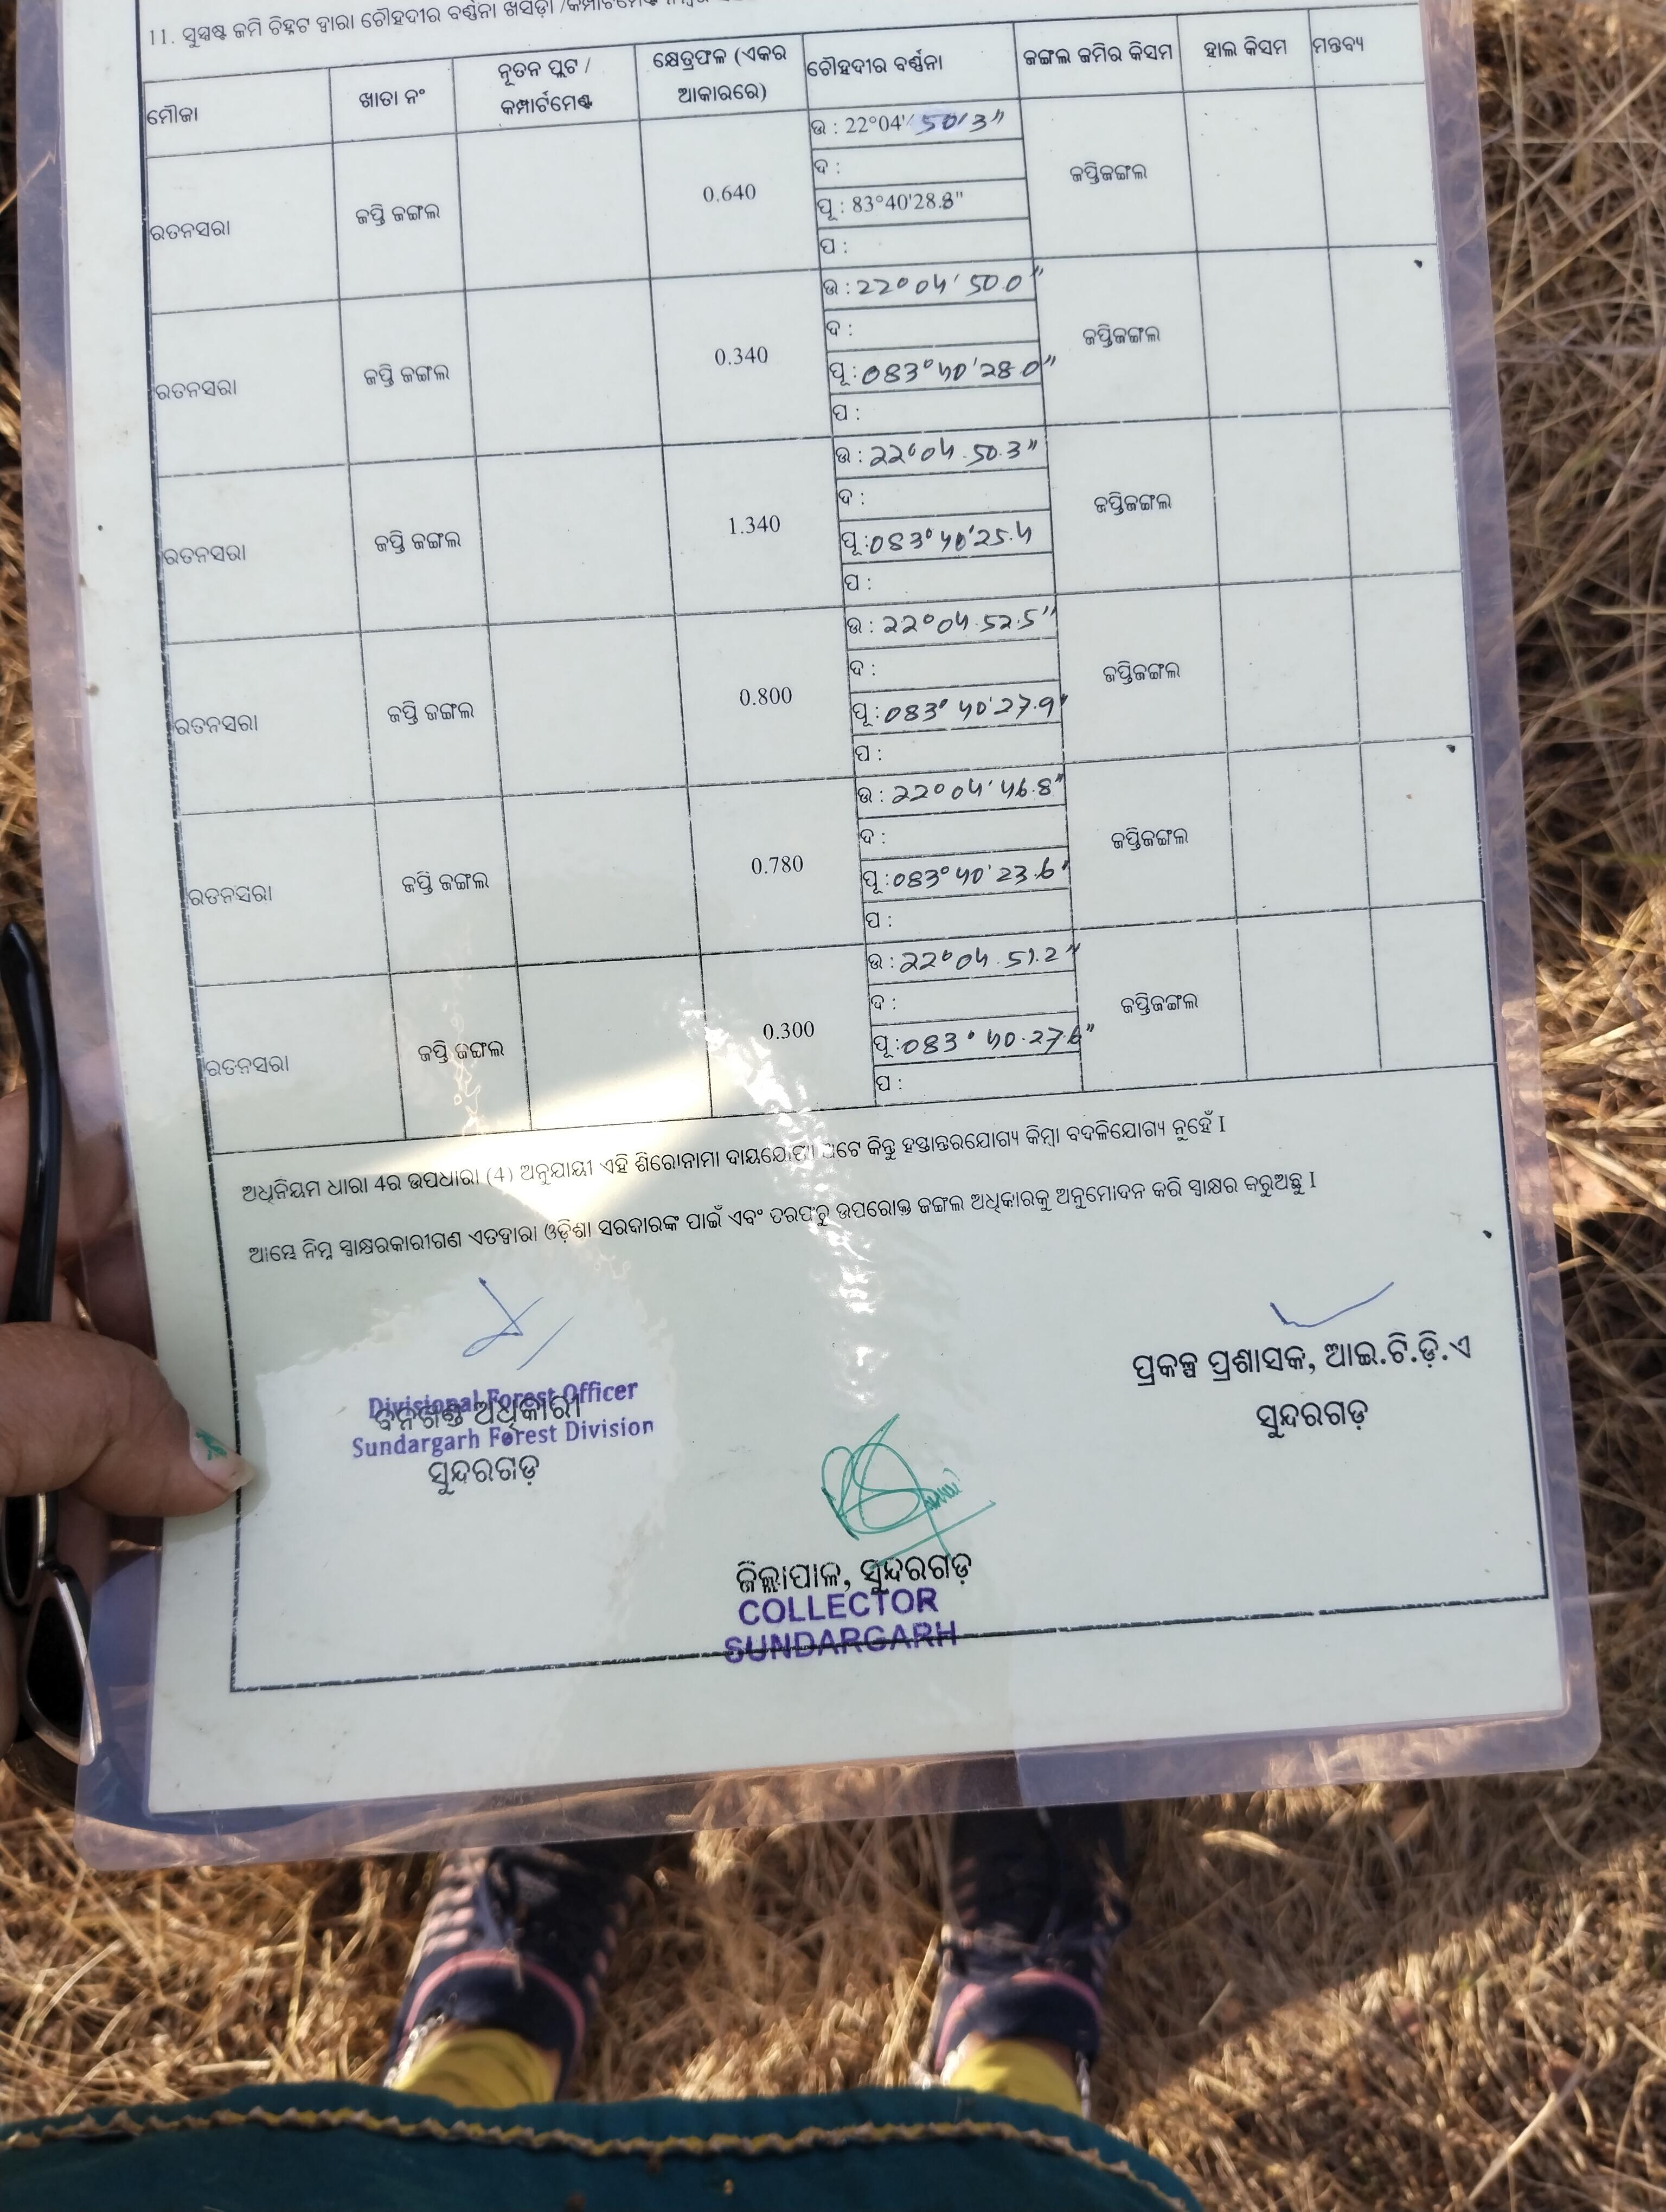 11. ସୁସ୍ପଷ୍ଟ ଜମି ଚିହ୍ନଟ ଦ୍ୱାରା ଚୌହଦୀର ବର୍ଣ୍ଣନା ଖସଡ଼ା /କମ୍ପାର୍ଟମେଣ୍ଟ
ମୌଜା ଖାତା ନଂ ନୂତନ ପ୍ଲଟ / କମ୍ପାର୍ଟମେଣ୍ଟ କ୍ଷେତ୍ରଫଳ (ଏକର ଆକାରରେ) ଚୌହଦୀର ବର୍ଣ୍ଣନା ଜଙ୍ଗଲ ଜମିର କିସମ ହାଲ କିସମ ମନ୍ତବ୍ୟ
ରତନସରା ଜପ୍ତି ଜଙ୍ଗଲ 0.640 ଉ : 22°04' 50'3" ଜପ୍ତିଜଙ୍ଗଲ
ଦ :
ପୂ : 83°40'28.8"
ପ :
ରତନସରା ଜପ୍ତି ଜଙ୍ଗଲ 0.340 ଉ : 22° 04' 50.0" ଜପ୍ତିଜଙ୍ଗଲ
ଦ :
ପୂ : 083° 40' 28.0"
ପ :
ରତନସରା ଜପ୍ତି ଜଙ୍ଗଲ 1.340 ଉ : 22° 04 . 50.3" ଜପ୍ତିଜଙ୍ଗଲ
ଦ :
ପୂ : 083° 40' 25.4
ପ :
ରତନସରା ଜପ୍ତି ଜଙ୍ଗଲ 0.800 ଉ : 22° 04 . 52.5" ଜପ୍ତିଜଙ୍ଗଲ
ଦ :
ପୂ : 083° 40' 27.9"
ପ :
ରତନସରା ଜପ୍ତି ଜଙ୍ଗଲ 0.780 ଉ : 22° 04' 46.8" ଜପ୍ତିଜଙ୍ଗଲ
ଦ :
ପୂ : 083° 40' 23.6"
ପ :
ରତନସରା ଜପ୍ତି ଜଙ୍ଗଲ 0.300 ଉ : 22° 04 . 51.2" ଜପ୍ତିଜଙ୍ଗଲ
ଦ :
ପୂ : 083° 40 . 27.6"
ପ :
ଅଧିନିୟମ ଧାରା 4ର ଉପଧାରା (4) ଅନୁଯାୟୀ ଏହି ଶିରୋନାମା ଦାୟଯୋଗ୍ୟ ଅଟେ କିନ୍ତୁ ହସ୍ତାନ୍ତରଯୋଗ୍ୟ କିମ୍ବା ବଦଳିଯୋଗ୍ୟ ନୁହେଁ I
ଆମ୍ଭେ ନିମ୍ନ ସ୍ୱାକ୍ଷରକାରୀଗଣ ଏତଦ୍ୱାରା ଓଡ଼ିଶା ସରକାରଙ୍କ ପାଇଁ ଏବଂ ତରଫରୁ ଉପରୋକ୍ତ ଜଙ୍ଗଲ ଅଧିକାରକୁ ଅନୁମୋଦନ କରି ସ୍ୱାକ୍ଷର କରୁଅଛୁ I
Divisional Forest Officer
ବନଖଣ୍ଡ ଅଧିକାରୀ
Sundargarh Forest Division
ସୁନ୍ଦରଗଡ଼
ପ୍ରକଳ୍ପ ପ୍ରଶାସକ, ଆଇ.ଟି.ଡ଼ି.ଏ
ସୁନ୍ଦରଗଡ଼
ଜିଲ୍ଲାପାଳ, ସୁନ୍ଦରଗଡ଼
COLLECTOR
SUNDARGARH